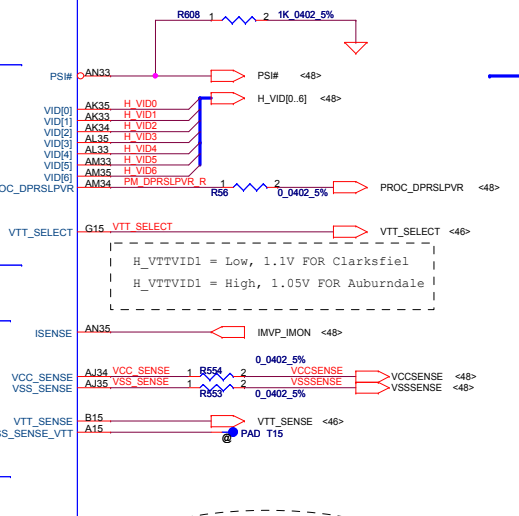 R608 1 2 1K_0402_5%
PSI# AN33 PSI# <48>
VID[0] AK35 H_VID0 H_VID[0..6] <48>
VID[1] AK33 H_VID1
VID[2] AK34 H_VID2
VID[3] AL35 H_VID3
VID[4] AL33 H_VID4
VID[5] AM33 H_VID5
VID[6] AM35 H_VID6
OC_DPRSLPVR AM34 PM_DPRSLPVR_R 1 2 PROC_DPRSLPVR <48>
R56 0_0402_5%
VTT_SELECT G15 VTT_SELECT VTT_SELECT <46>
H_VTTVID1 = Low, 1.1V FOR Clarksfiel
H_VTTVID1 = High, 1.05V FOR Auburndale
ISENSE AN35 IMVP_IMON <48>
0_0402_5%
VCC_SENSE AJ34 VCC_SENSE 1 R554 2 VCCSENSE VCCSENSE <48>
VSS_SENSE AJ35 VSS_SENSE 1 2 VSSSENSE VSSSENSE <48>
R553 0_0402_5%
VTT_SENSE B15 VTT_SENSE <46>
SS_SENSE_VTT A15 PAD T15
@